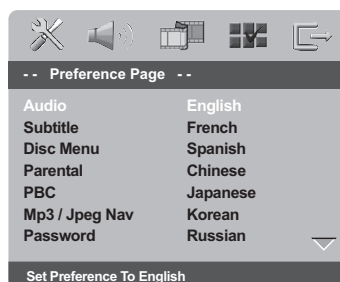 -- Preference Page --
Audio English
Subtitle French
Disc Menu Spanish
Parental Chinese
PBC Japanese
Mp3 / Jpeg Nav Korean
Password Russian
Set Preference To English